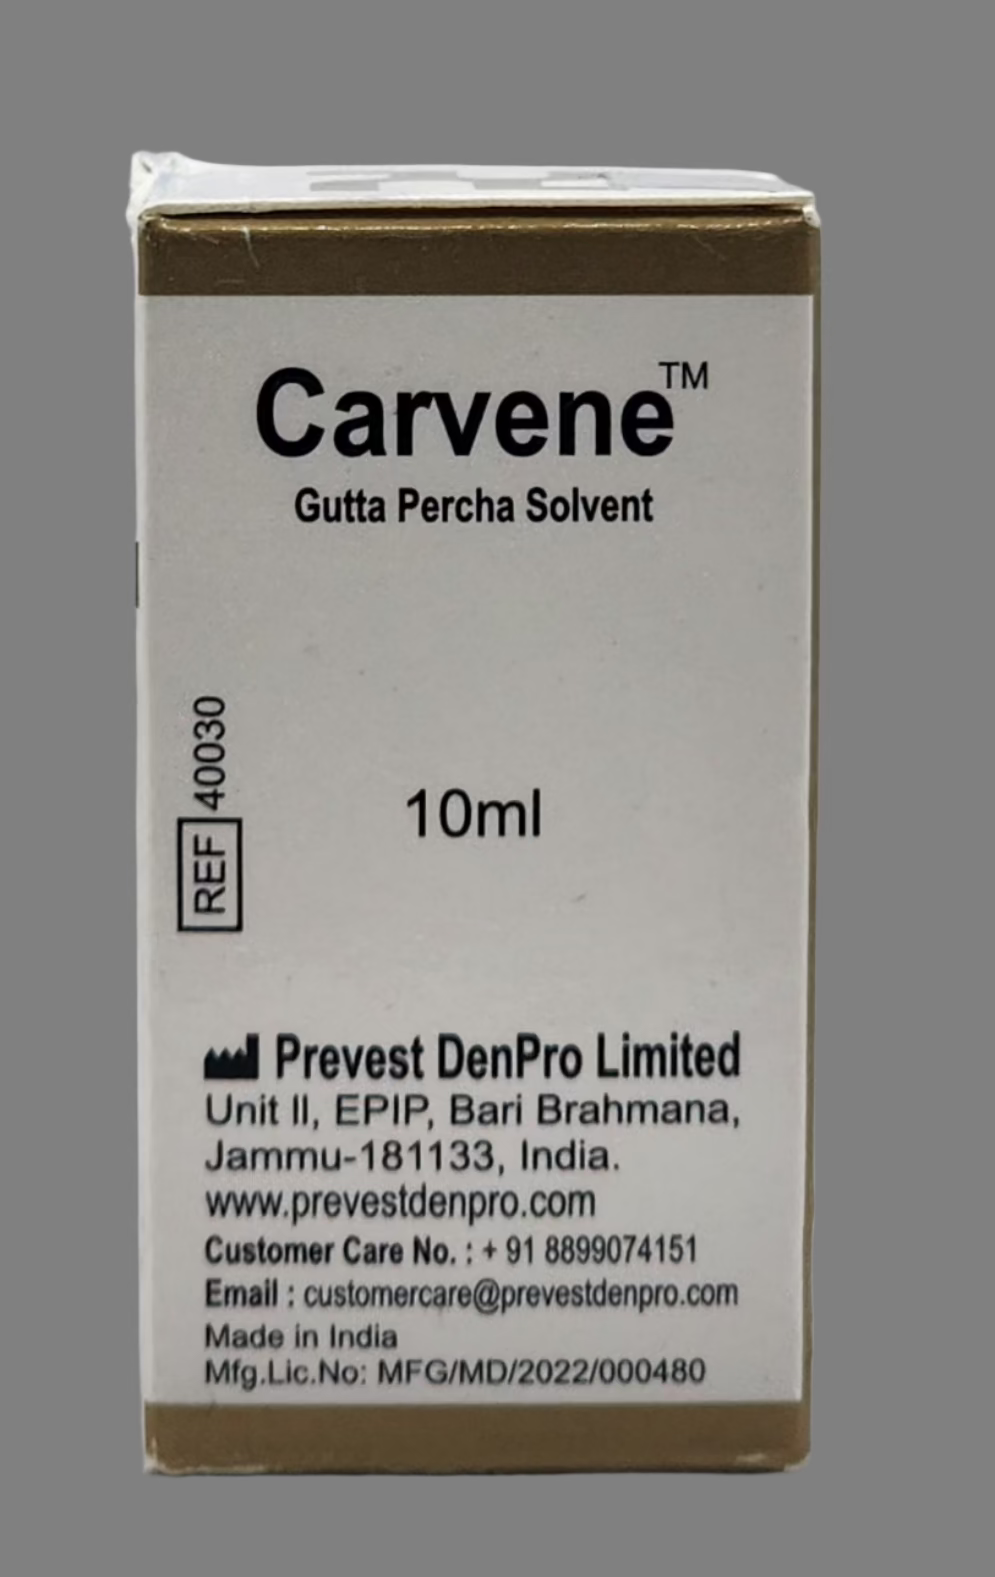 Carvene™
Gutta Percha Solvent
REF 40030
10ml
Prevest DenPro Limited
Unit II, EPIP, Bari Brahmana,
Jammu-181133, India.
www.prevestdenpro.com
Customer Care No. : + 91 8899074151
Email : customercare@prevestdenpro.com
Made in India
Mfg.Lic.No: MFG/MD/2022/000480